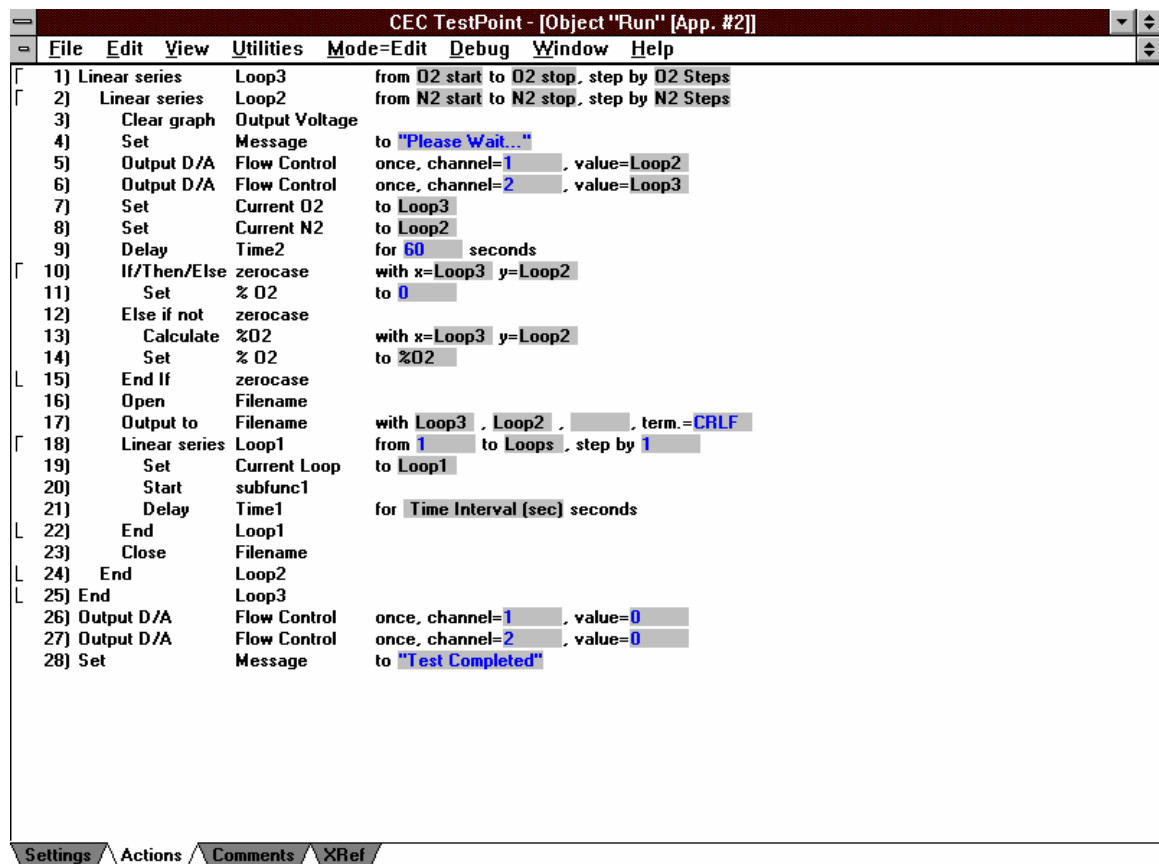 CEC TestPoint - [Object "Run" [App. #2]]
File Edit View Utilities Mode=Edit Debug Window Help
1) Linear series Loop3 from O2 start to O2 stop, step by O2 Steps
2) Linear series Loop2 from N2 start to N2 stop, step by N2 Steps
3) Clear graph Output Voltage
4) Set Message to "Please Wait..."
5) Output D/A Flow Control once, channel=1 , value=Loop2
6) Output D/A Flow Control once, channel=2 , value=Loop3
7) Set Current O2 to Loop3
8) Set Current N2 to Loop2
9) Delay Time2 for 60 seconds
10) If/Then/Else zerocase with x=Loop3 y=Loop2
11) Set % O2 to 0
12) Else if not zerocase
13) Calculate %O2 with x=Loop3 y=Loop2
14) Set % O2 to %O2
15) End If zerocase
16) Open Filename
17) Output to Filename with Loop3 , Loop2 , , term.=CRLF
18) Linear series Loop1 from 1 to Loops , step by 1
19) Set Current Loop to Loop1
20) Start subfunc1
21) Delay Time1 for Time Interval (sec) seconds
22) End Loop1
23) Close Filename
24) End Loop2
25) End Loop3
26) Output D/A Flow Control once, channel=1 , value=0
27) Output D/A Flow Control once, channel=2 , value=0
28) Set Message to "Test Completed"
Settings Actions Comments XRef